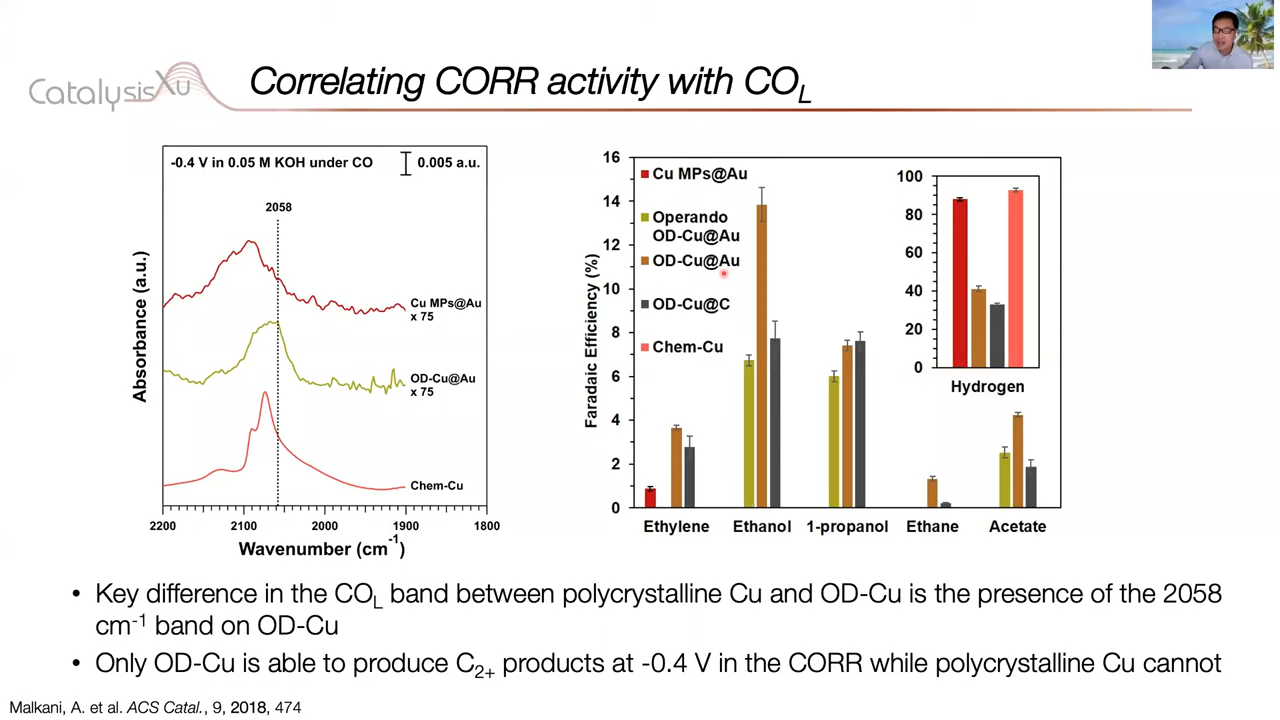 CatalysisXu
Correlating CORR activity with COL
-0.4 V in 0.05 M KOH under CO
0.005 a.u.
2058
Absorbance (a.u.)
Cu MPs@Au
x 75
OD-Cu@Au
x 75
Chem-Cu
2200 2100 2000 1900 1800
Wavenumber (cm-1)
Faradaic Efficiency (%)
16
14
12
10
8
6
4
2
0
Cu MPs@Au
Operando
OD-Cu@Au
OD-Cu@Au
OD-Cu@C
Chem-Cu
100
80
60
40
20
0
Hydrogen
Ethylene Ethanol 1-propanol Ethane Acetate
• Key difference in the COL band between polycrystalline Cu and OD-Cu is the presence of the 2058
cm-1 band on OD-Cu
• Only OD-Cu is able to produce C2+ products at -0.4 V in the CORR while polycrystalline Cu cannot
Malkani, A. et al. ACS Catal., 9, 2018, 474